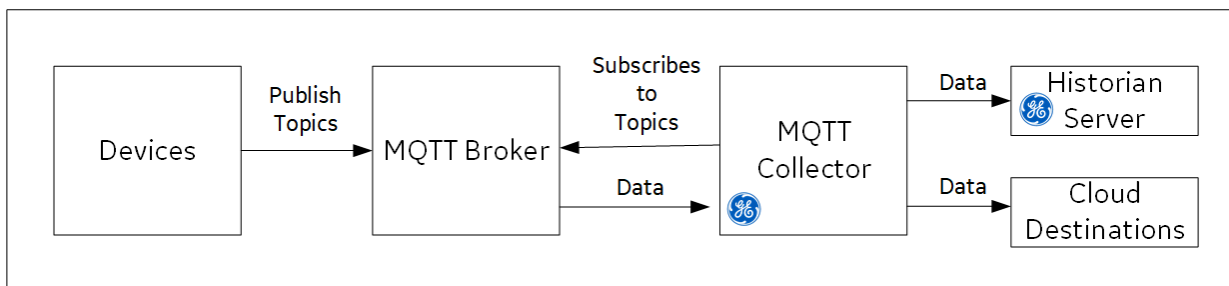 Devices
Publish
Topics
MQTT Broker
Subscribes
to
Topics
Data
MQTT
Collector
Data
Historian
Server
Data
Cloud
Destinations